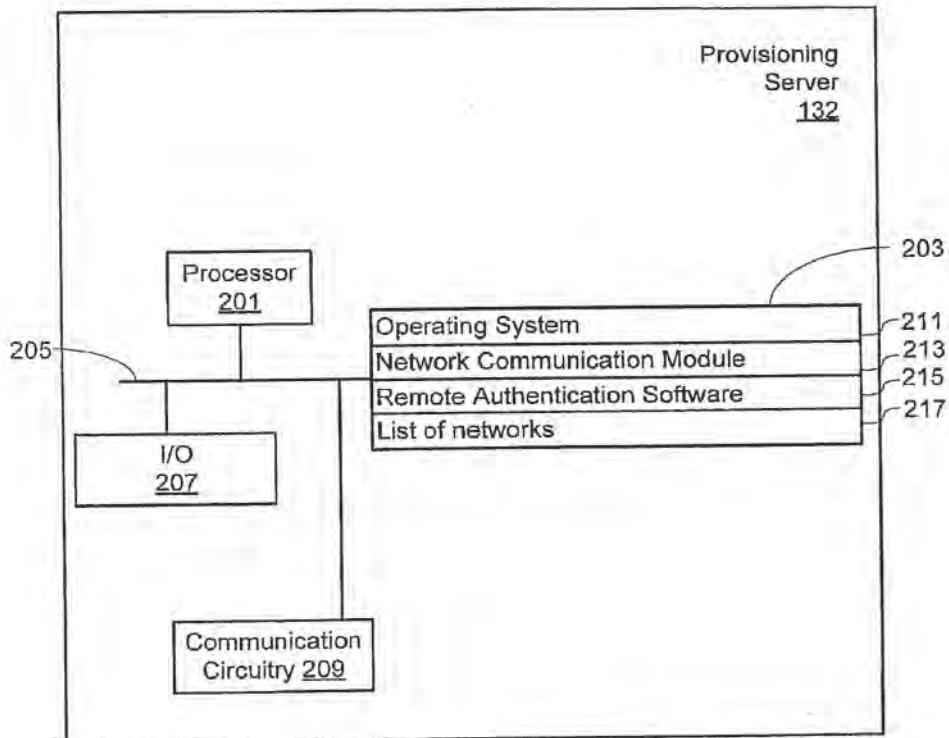 Provisioning
Server
132
203
Processor
201
Operating System
211
205
Network Communication Module
213
Remote Authentication Software
215
List of networks
217
I/O
207
Communication
Circuitry 209